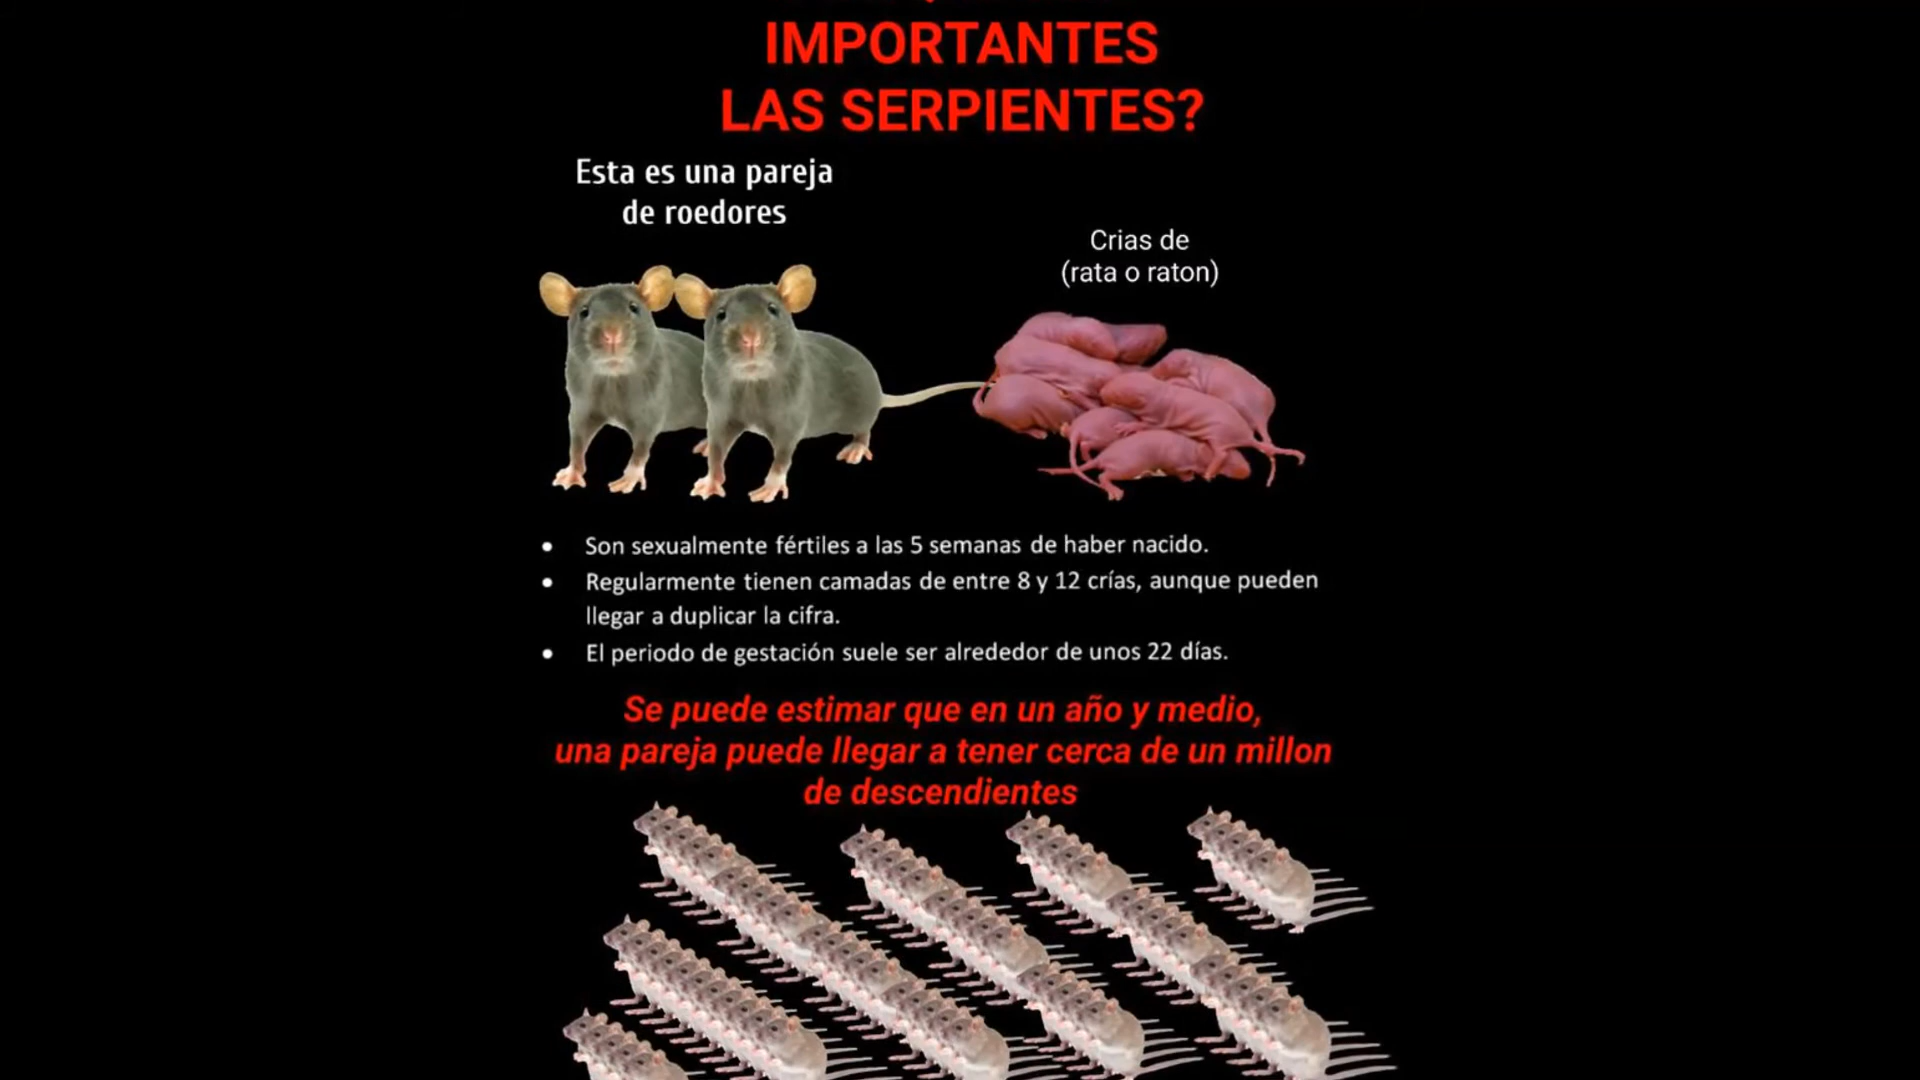 IMPORTANTES
LAS SERPIENTES?
Esta es una pareja
de roedores
Crias de
(rata o raton)
• Son sexualmente fértiles a las 5 semanas de haber nacido.
• Regularmente tienen camadas de entre 8 y 12 crías, aunque pueden
llegar a duplicar la cifra.
• El periodo de gestación suele ser alrededor de unos 22 días.
Se puede estimar que en un año y medio,
una pareja puede llegar a tener cerca de un millon
de descendientes